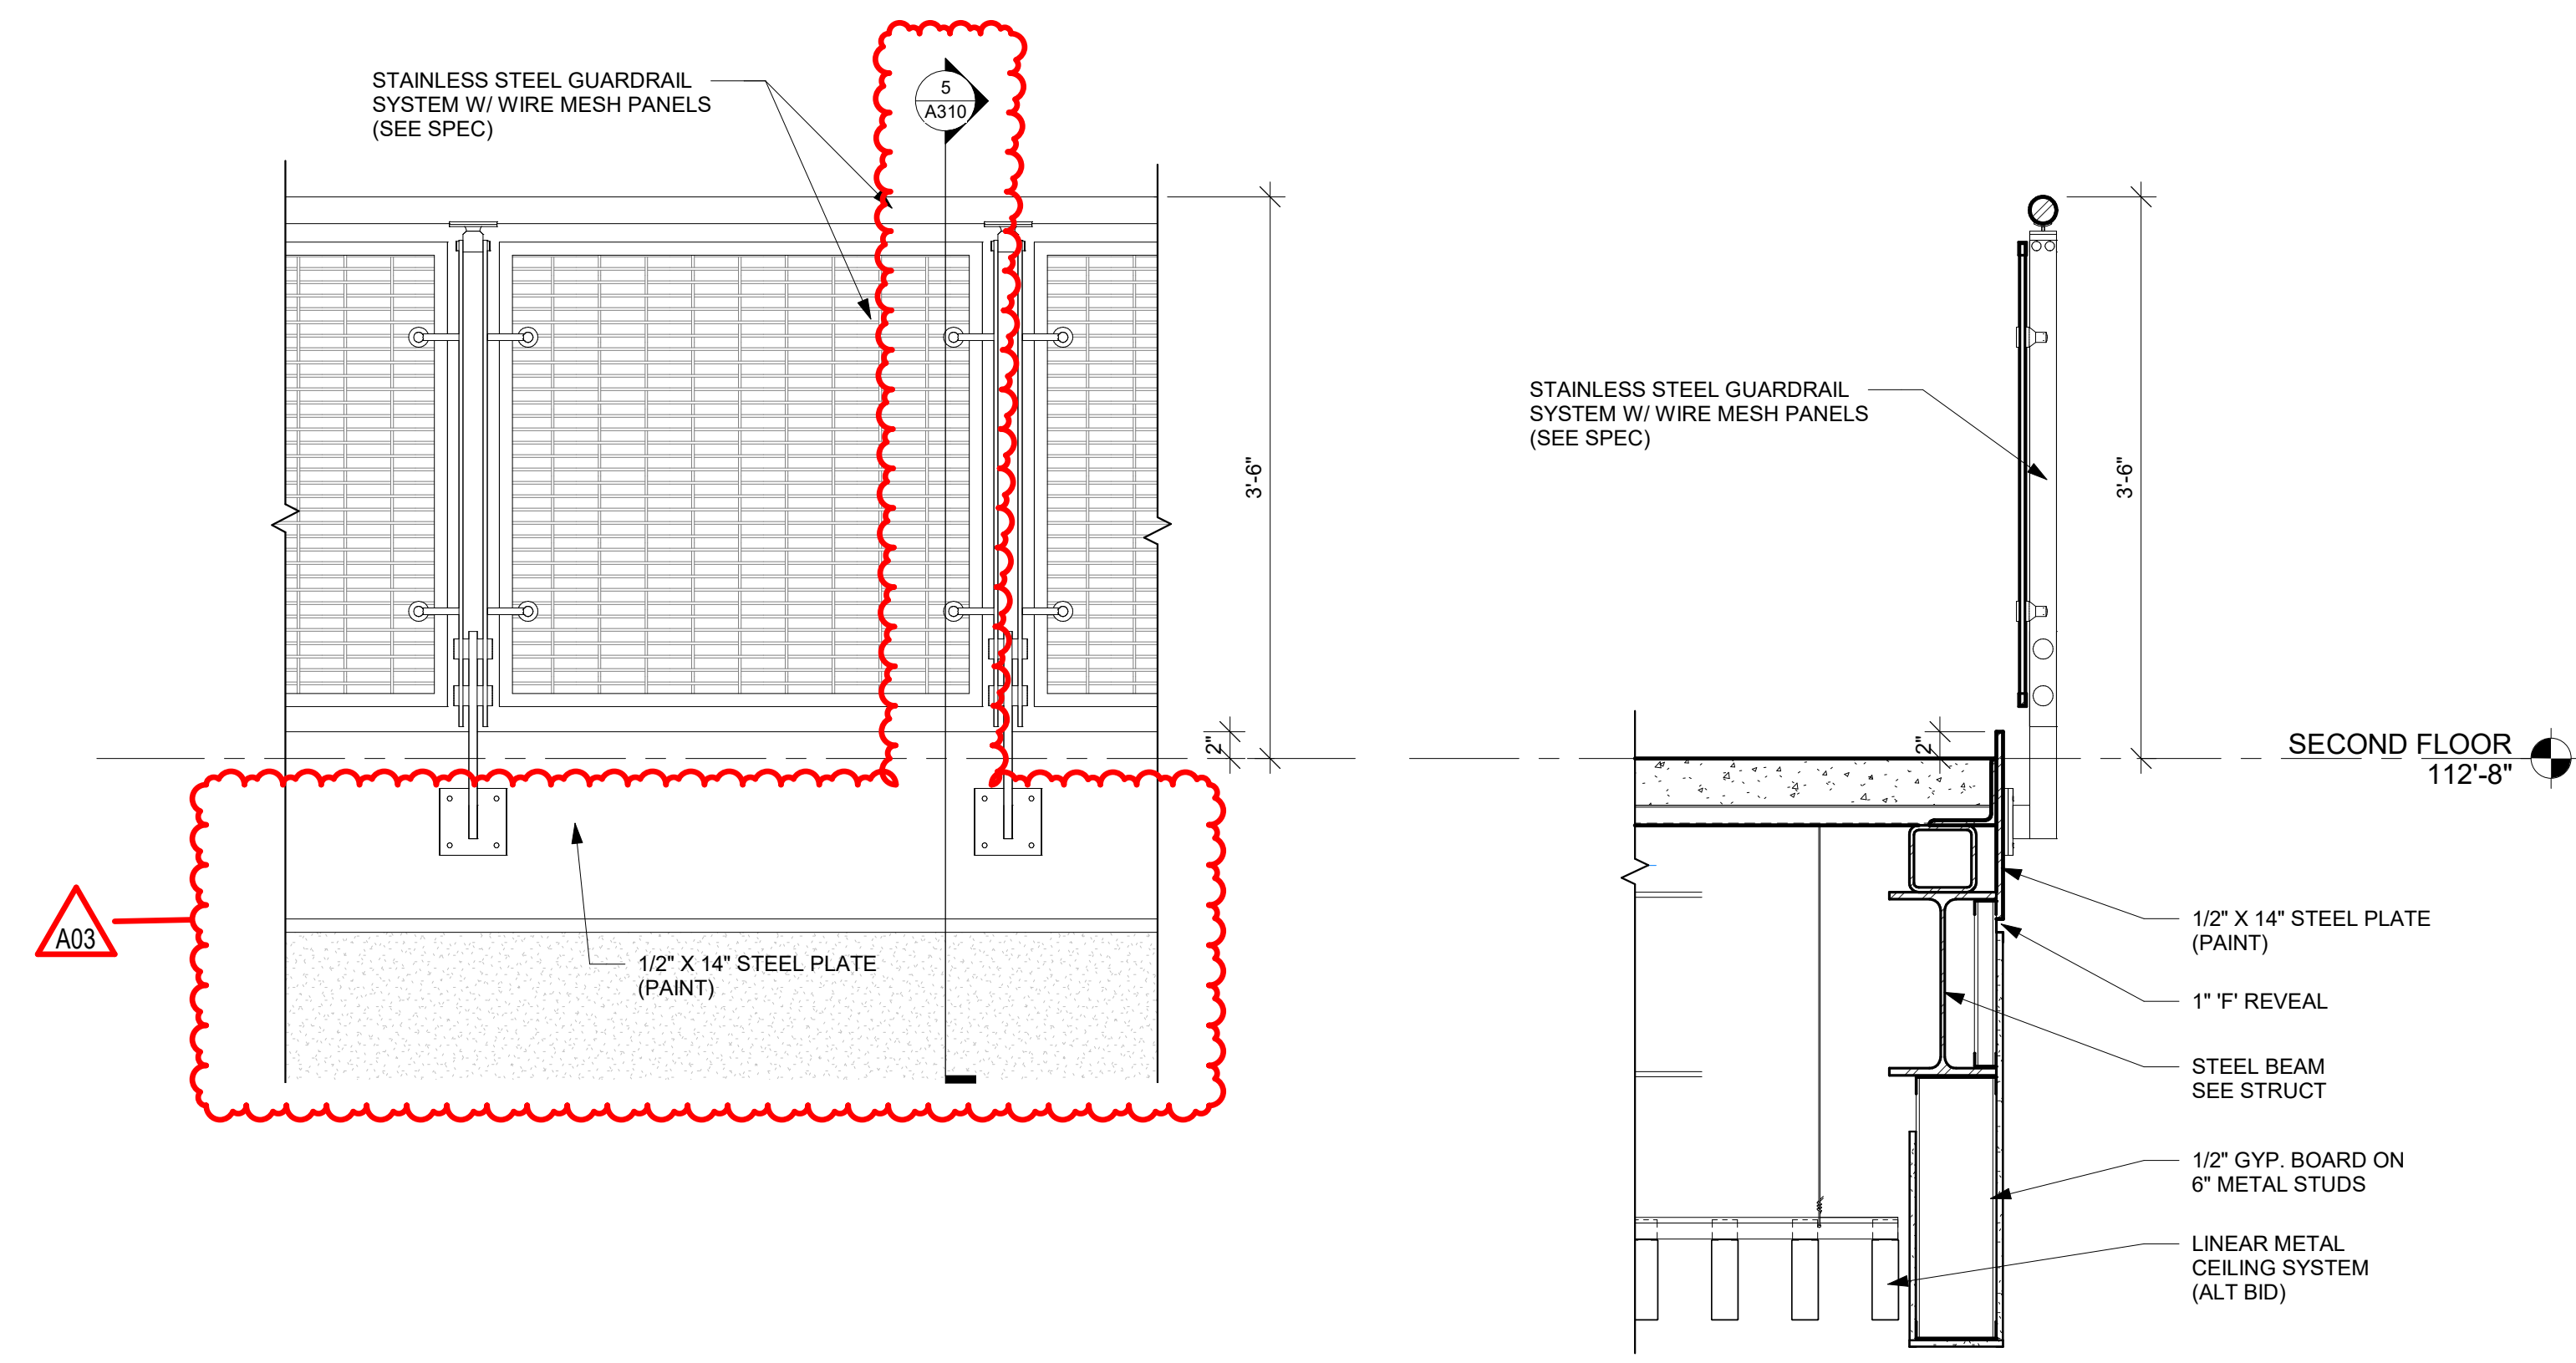 STAINLESS STEEL GUARDRAIL
SYSTEM W/ WIRE MESH PANELS
(SEE SPEC)
5
A310
3'-6"
2"
A03
1/2" X 14" STEEL PLATE
(PAINT)
STAINLESS STEEL GUARDRAIL
SYSTEM W/ WIRE MESH PANELS
(SEE SPEC)
3'-6"
2"
SECOND FLOOR
112'-8"
1/2" X 14" STEEL PLATE
(PAINT)
1" 'F' REVEAL
STEEL BEAM
SEE STRUCT
1/2" GYP. BOARD ON
6" METAL STUDS
LINEAR METAL
CEILING SYSTEM
(ALT BID)